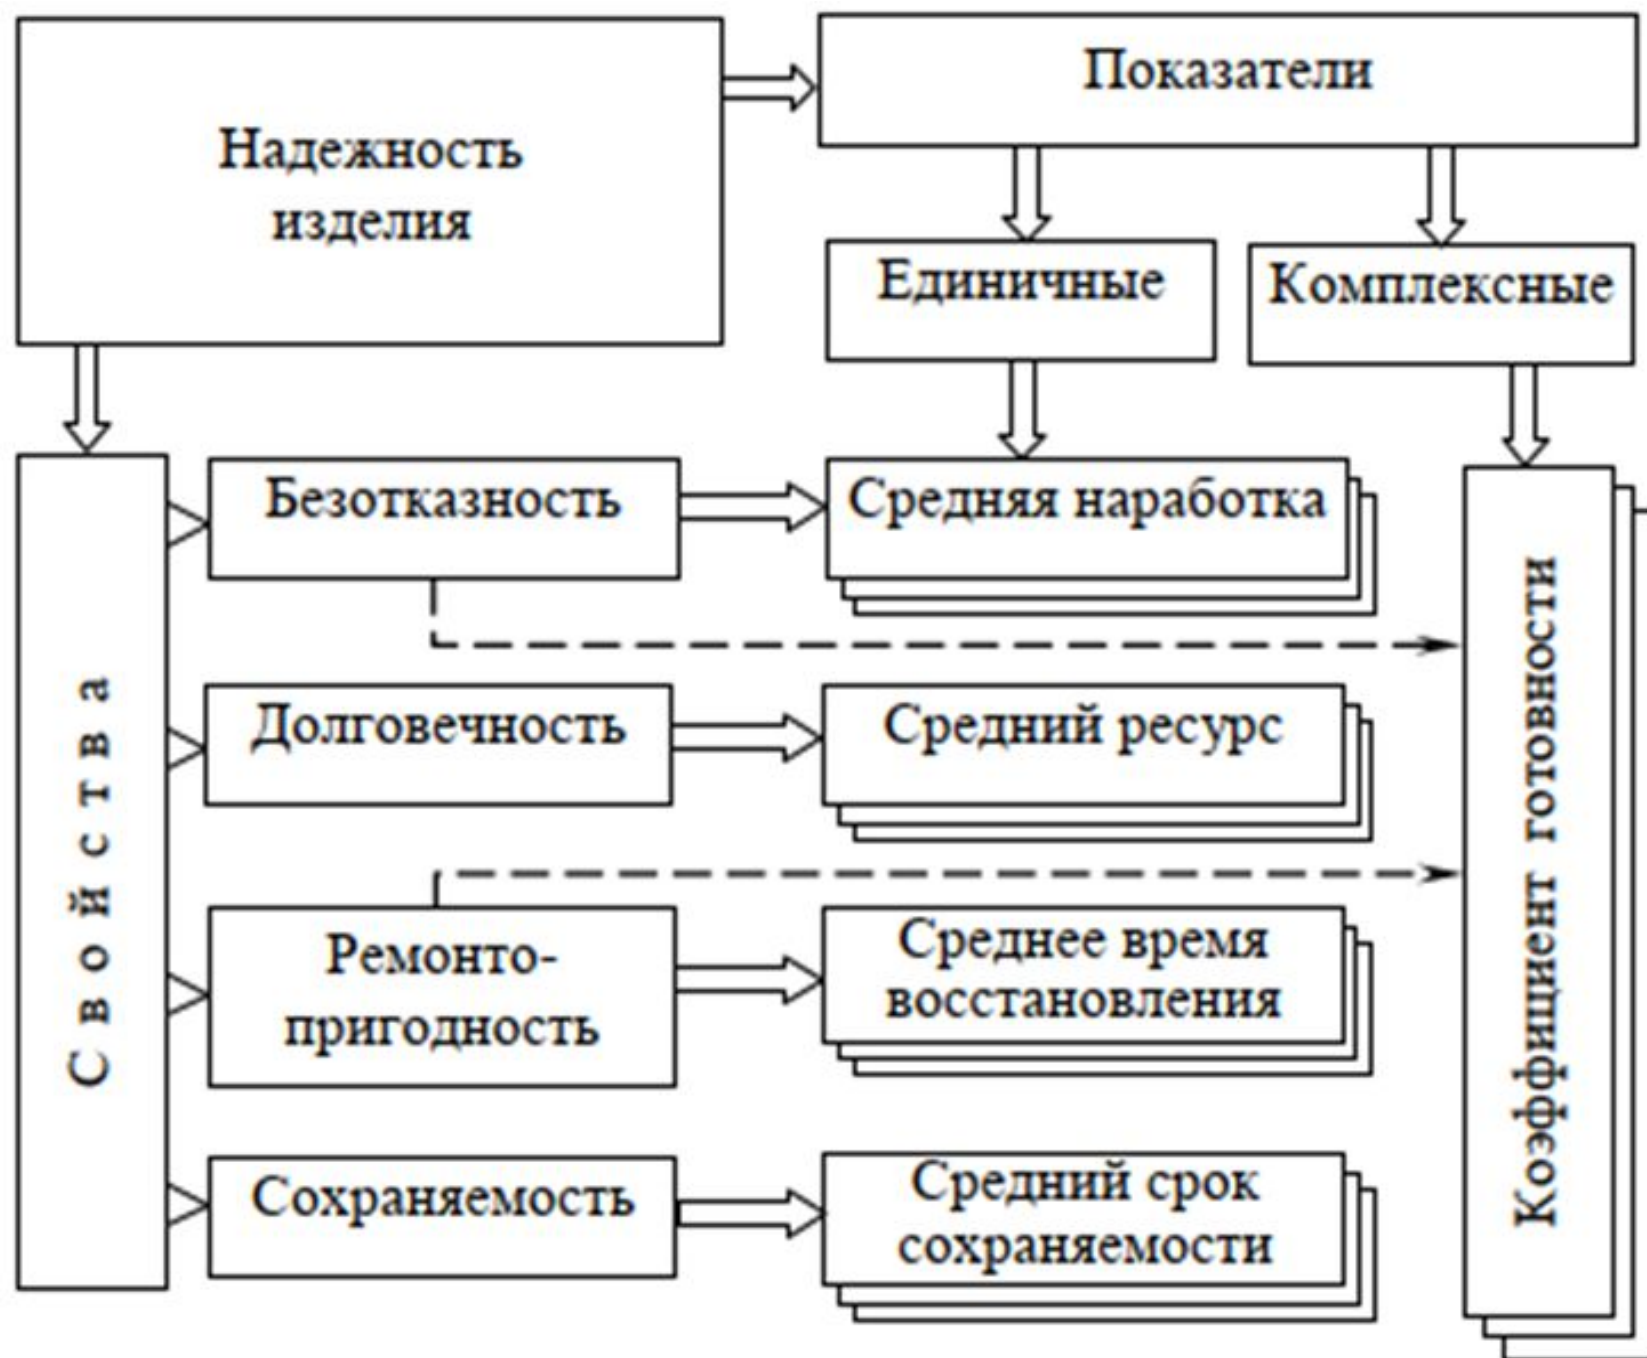 Надежность
изделия
Показатели
Единичные
Комплексные
Свойства
Безотказность
Средняя наработка
Долговечность
Средний ресурс
Ремонто-
пригодность
Среднее время
восстановления
Сохраняемость
Средний срок
сохраняемости
Коэффициент готовности